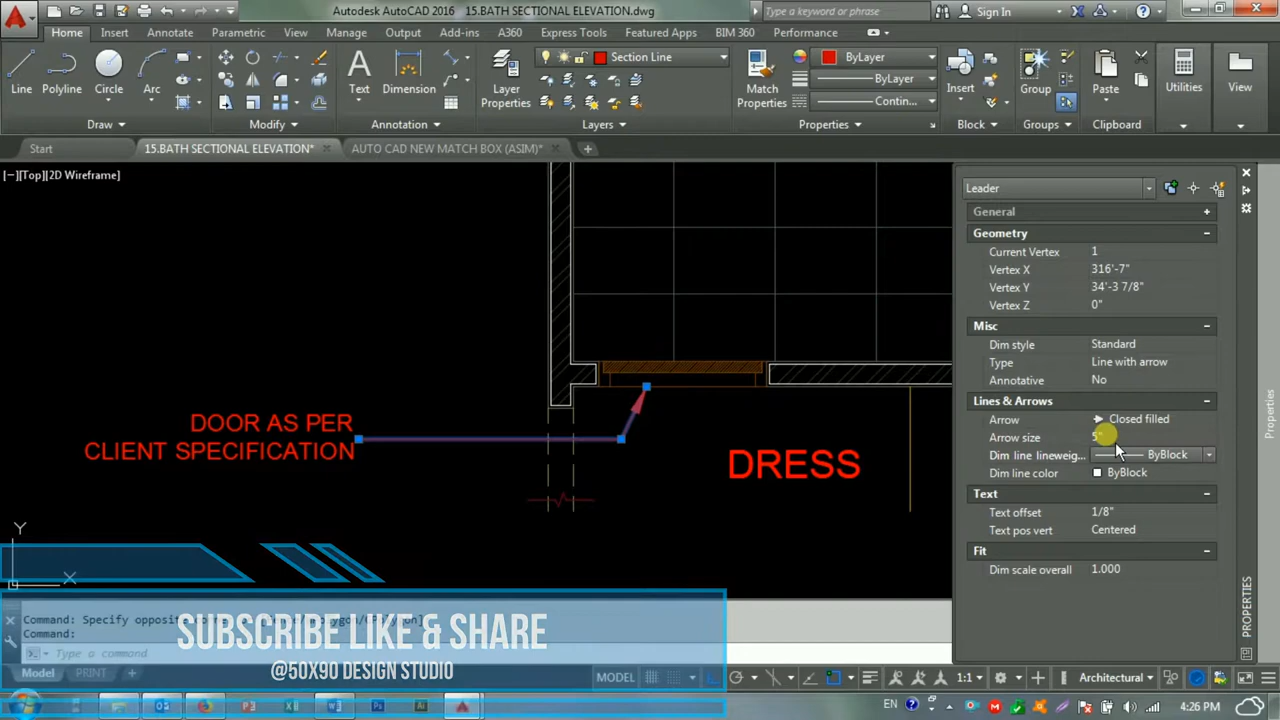 Autodesk AutoCAD 2016 15.BATH SECTIONAL ELEVATION.dwg
Type a keyword or phrase
Sign In
Home Insert Annotate Parametric View Manage Output Add-ins A360 Express Tools Featured Apps BIM 360 Performance
Section Line
ByLayer
ByLayer
Contin...
Line Polyline Circle Arc
Text Dimension
Layer Properties
Match Properties
Insert
Group
Paste
Utilities
View
Draw Modify Annotation Layers Properties Block Groups Clipboard
Start 15.BATH SECTIONAL ELEVATION* AUTO CAD NEW MATCH BOX (ASIM)*
[−][Top][2D Wireframe]
Leader
General
Geometry
Current Vertex 1
Vertex X 316'-7"
Vertex Y 34'-3 7/8"
Vertex Z 0"
Misc
Dim style Standard
Type Line with arrow
Annotative No
Lines & Arrows
Arrow Closed filled
Arrow size 5"
Dim line lineweig... ByBlock
Dim line color ByBlock
Text
Text offset 1/8"
Text pos vert Centered
Fit
Dim scale overall 1.000
Properties
PROPERTIES
DOOR AS PER
CLIENT SPECIFICATION
DRESS
Y
X
Command: Specify opposite
Command:
Type a command
SUBSCRIBE LIKE & SHARE
@50X90 DESIGN STUDIO
Model PRINT
MODEL
1:1
Architectural
EN
4:26 PM